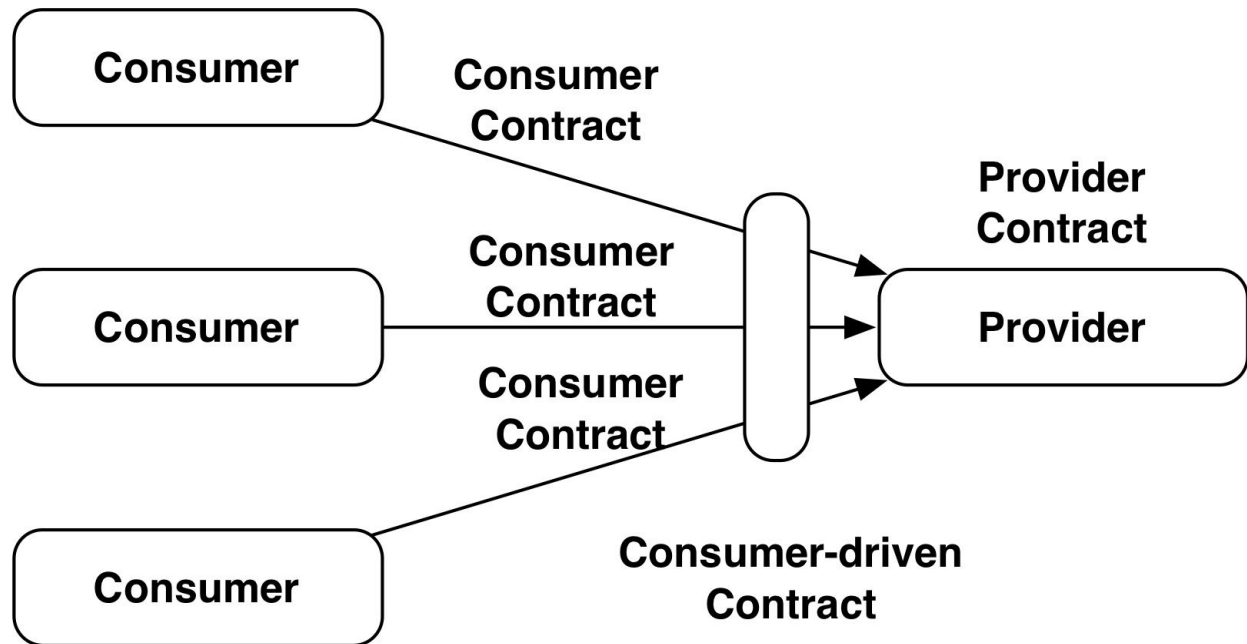 Consumer
Consumer
Contract
Provider
Contract
Consumer
Contract
Consumer
Provider
Consumer
Contract
Consumer-driven
Contract
Consumer